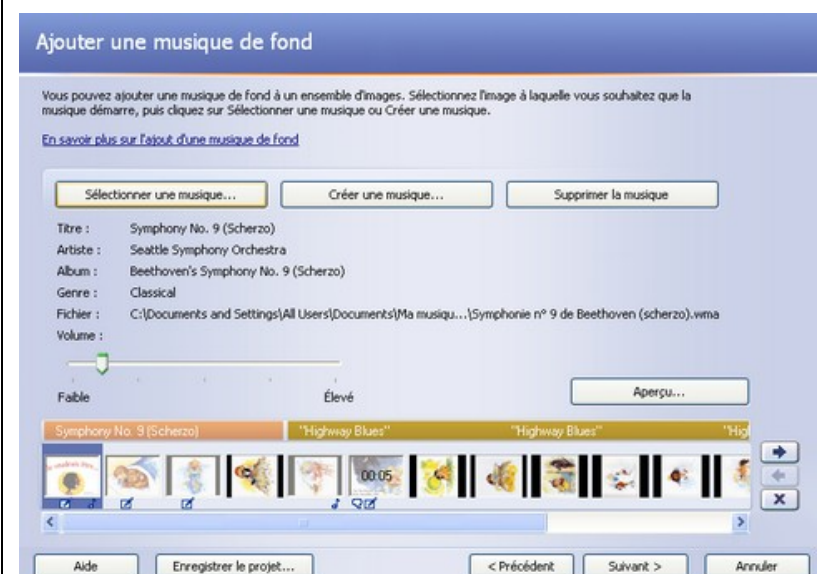 Ajouter une musique de fond
Vous pouvez ajouter une musique de fond à un ensemble d'images. Sélectionnez l'image à laquelle vous souhaitez que la
musique démarre, puis cliquez sur Sélectionner une musique ou Créer une musique.
En savoir plus sur l'ajout d'une musique de fond
Sélectionner une musique... Créer une musique... Supprimer la musique
Titre : Symphony No. 9 (Scherzo)
Artiste : Seattle Symphony Orchestra
Album : Beethoven's Symphony No. 9 (Scherzo)
Genre : Classical
Fichier : C:\Documents and Settings\All Users\Documents\Ma musiqu...\Symphonie nº 9 de Beethoven (scherzo).wma
Volume :
Faible Élevé Aperçu...
Symphony No. 9 (Scherzo) "Highway Blues" "Highway Blues" "Higl
00:05
Aide Enregistrer le projet... < Précédent Suivant > Annuler